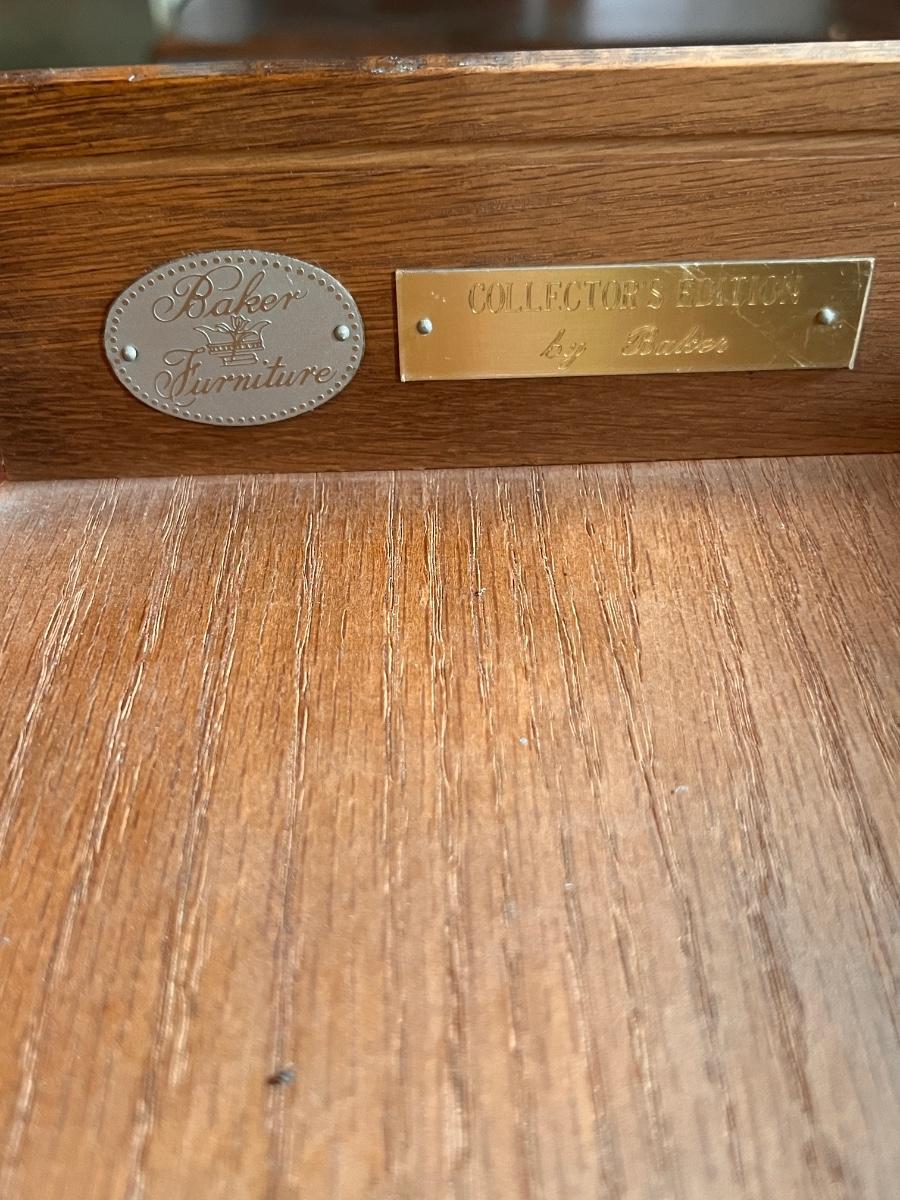 Baker
Furniture
COLLECTOR'S EDITION
by Baker